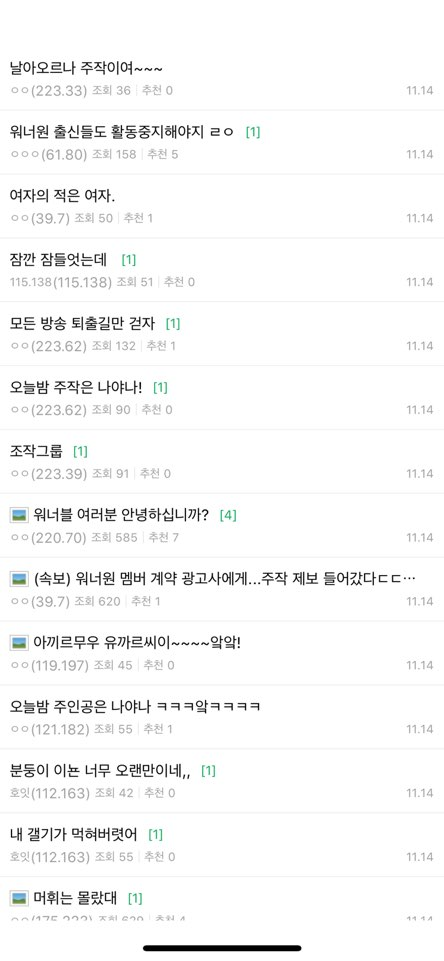 날아오르나 주작이여~~~
ㅇㅇ(223.33) 조회 36 추천 0 11.14
워너원 출신들도 활동중지해야지 ㄹㅇ [1]
ㅇㅇㅇ(61.80) 조회 158 추천 5 11.14
여자의 적은 여자.
ㅇㅇ(39.7) 조회 50 추천 1 11.14
잠깐 잠들엇는데 [1]
115.138(115.138) 조회 51 추천 0 11.14
모든 방송 퇴출길만 걷자 [1]
ㅇㅇ(223.62) 조회 132 추천 1 11.14
오늘밤 주작은 나야나! [1]
ㅇㅇ(223.62) 조회 90 추천 0 11.14
조작그룹 [1]
ㅇㅇ(223.39) 조회 91 추천 0 11.14
워너블 여러분 안녕하십니까? [4]
ㅇㅇ(220.70) 조회 585 추천 7 11.14
(속보) 워너원 멤버 계약 광고사에게...주작 제보 들어갔다ㄷㄷ…
ㅇㅇ(39.7) 조회 620 추천 1 11.14
아끼르무우 유까르씨이~~~~앜앜!
ㅇㅇ(119.197) 조회 45 추천 0 11.14
오늘밤 주인공은 나야나 ㅋㅋㅋ앜ㅋㅋㅋㅋ
ㅇㅇ(121.182) 조회 55 추천 1 11.14
분둥이 이뇬 너무 오랜만이네,, [1]
호잇(112.163) 조회 42 추천 0 11.14
내 갤기가 먹혀버렷어 [1]
호잇(112.163) 조회 55 추천 0 11.14
머휘는 몰랐대 [1]
ㅇㅇ(175.223) 조회 629 추천 4 11.14